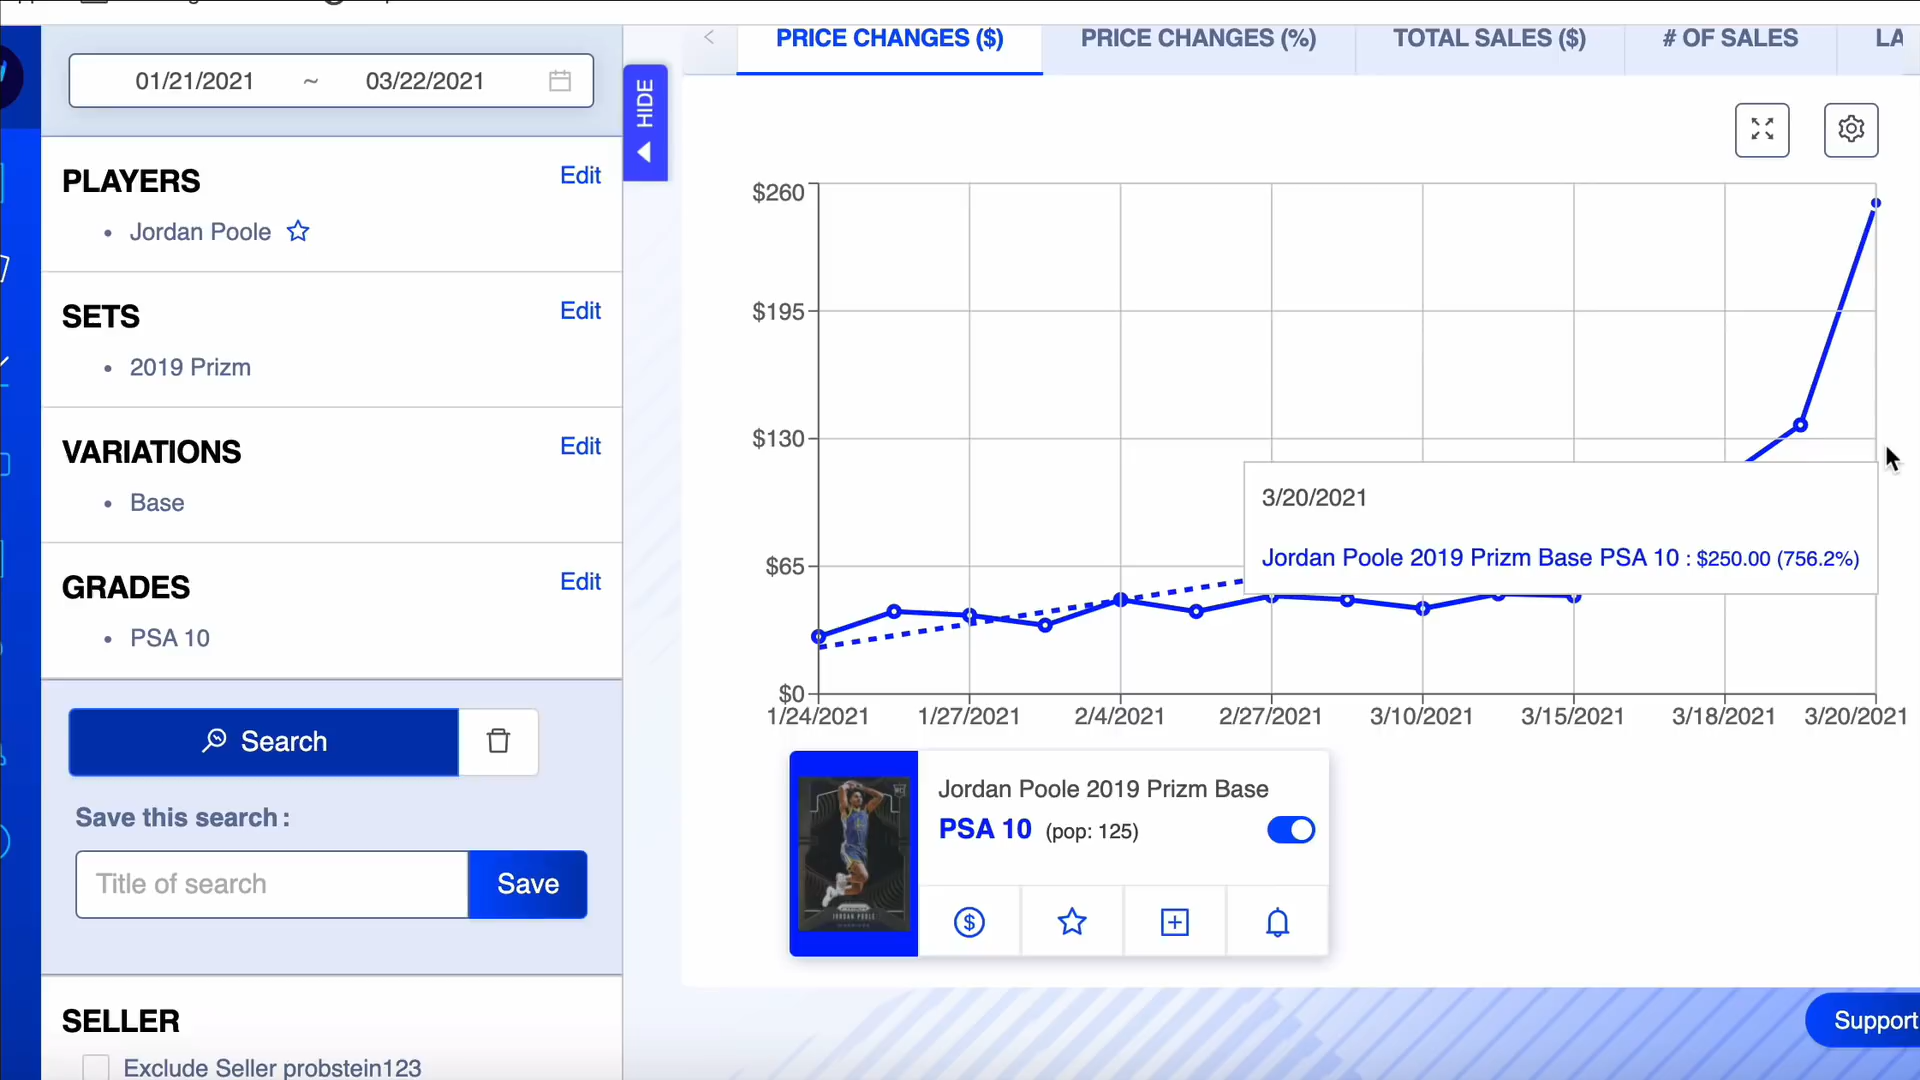 01/21/2021 ~ 03/22/2021
PLAYERS
Edit
• Jordan Poole
SETS
Edit
• 2019 Prizm
VARIATIONS
Edit
• Base
GRADES
Edit
• PSA 10
Search
Save this search :
Title of search
Save
SELLER
Exclude Seller probstein123
HIDE
PRICE CHANGES ($)
PRICE CHANGES (%)
TOTAL SALES ($)
# OF SALES
LA
$260
$195
$130
$65
$0
3/20/2021
Jordan Poole 2019 Prizm Base PSA 10 : $250.00 (756.2%)
1/24/2021 1/27/2021 2/4/2021 2/27/2021 3/10/2021 3/15/2021 3/18/2021 3/20/2021
JORDAN POOLE
Jordan Poole 2019 Prizm Base
PSA 10 (pop: 125)
Support